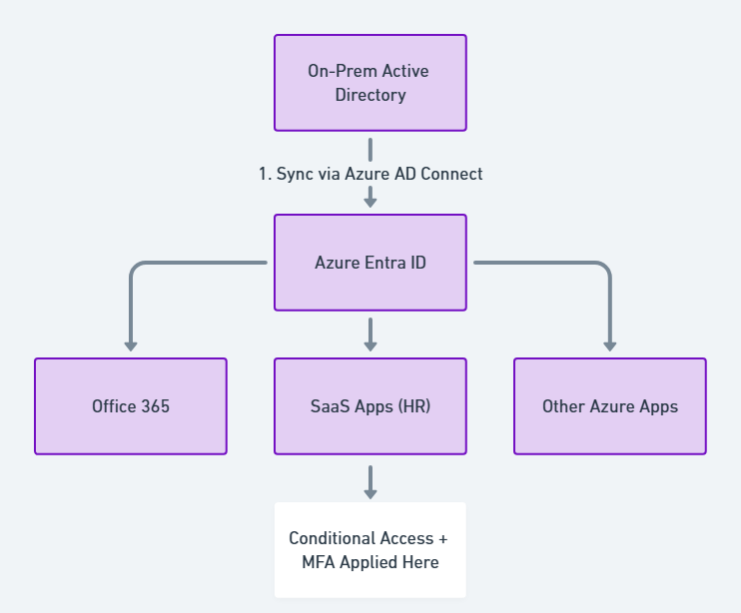 On-Prem Active
Directory
1. Sync via Azure AD Connect
Azure Entra ID
Office 365
SaaS Apps (HR)
Other Azure Apps
Conditional Access +
MFA Applied Here